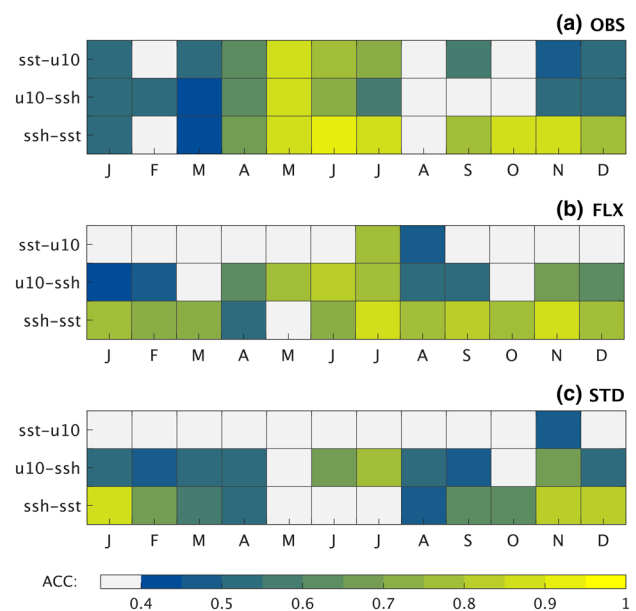 (a) OBS
sst-u10
u10-ssh
ssh-sst
J F M A M J J A S O N D
(b) FLX
sst-u10
u10-ssh
ssh-sst
J F M A M J J A S O N D
(c) STD
sst-u10
u10-ssh
ssh-sst
J F M A M J J A S O N D
ACC:
0.4 0.5 0.6 0.7 0.8 0.9 1